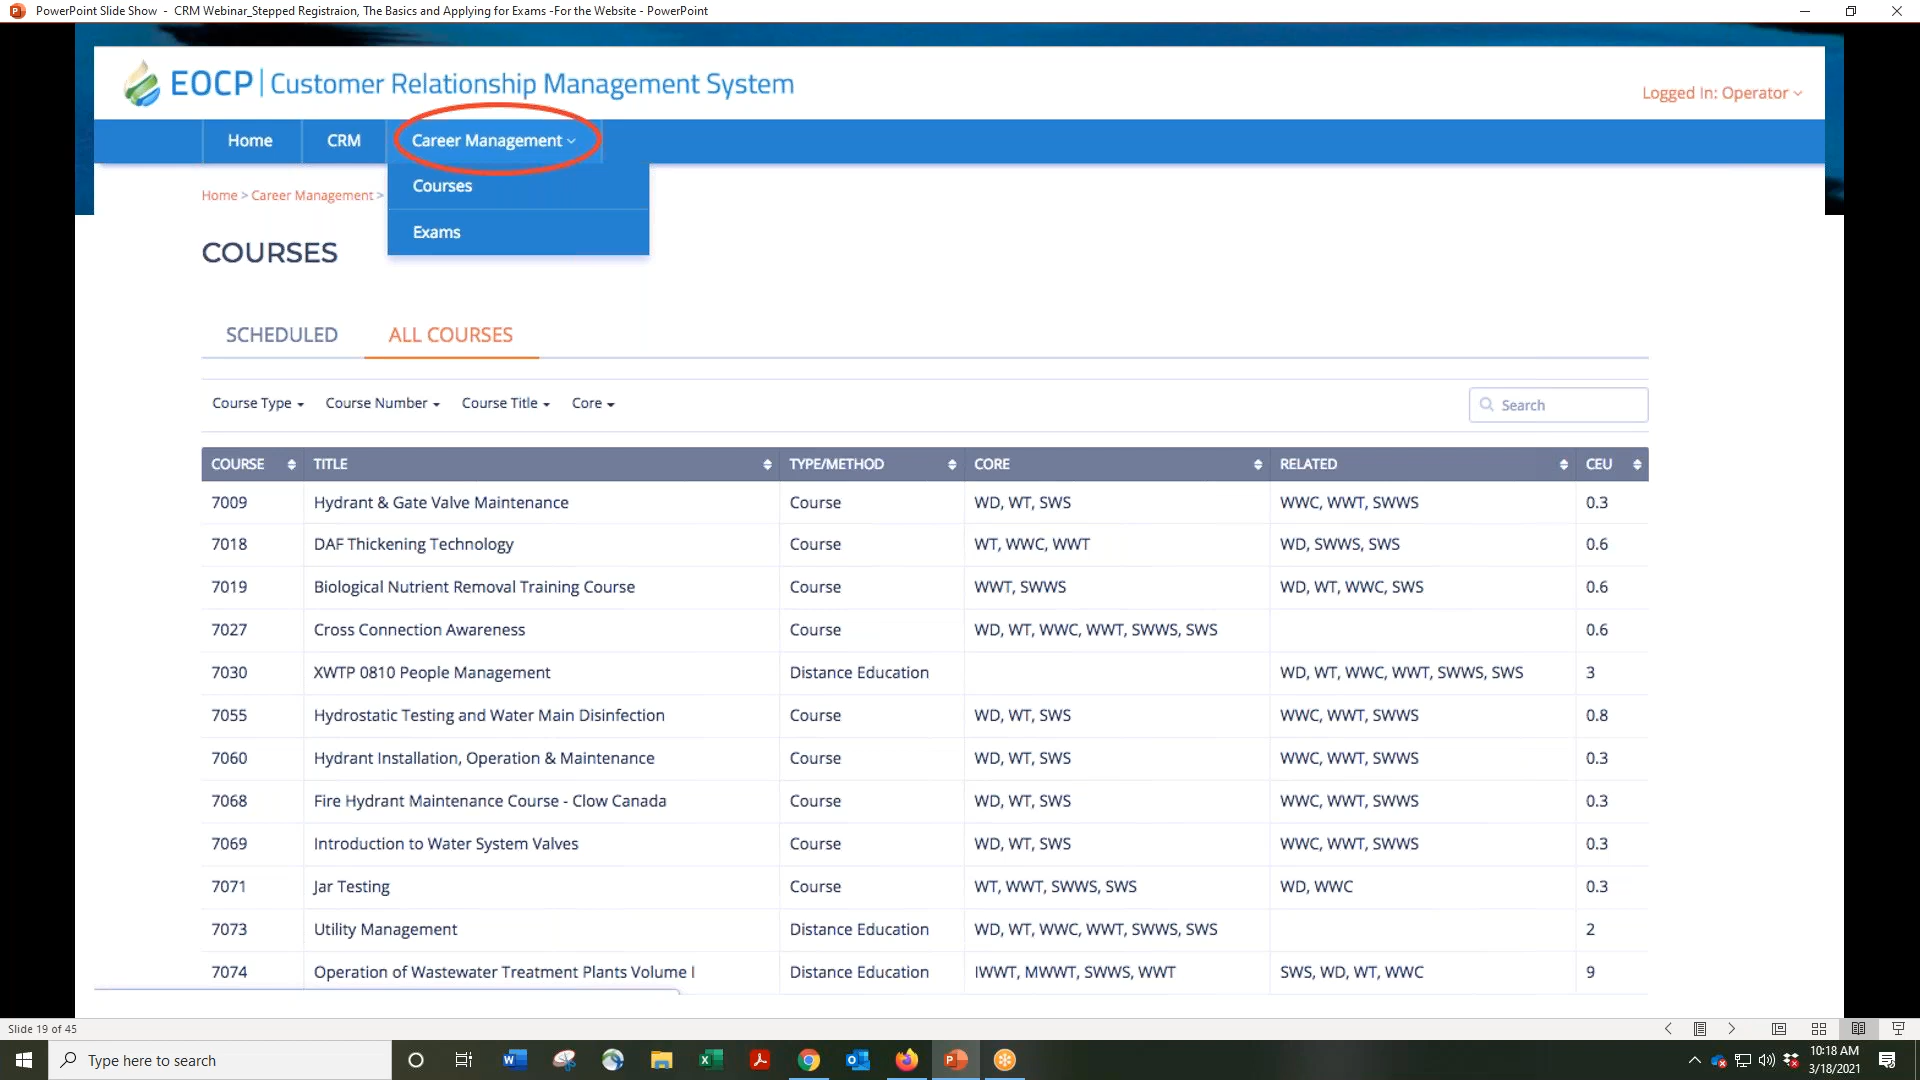 PowerPoint Slide Show - CRM Webinar_Stepped Registraion, The Basics and Applying for Exams -For the Website - PowerPoint
EOCP | Customer Relationship Management System
Logged In: Operator
Home CRM Career Management
Courses
Exams
Home > Career Management >
COURSES
SCHEDULED ALL COURSES
Course Type Course Number Course Title Core Search
COURSE TITLE TYPE/METHOD CORE RELATED CEU
7009 Hydrant & Gate Valve Maintenance Course WD, WT, SWS WWC, WWT, SWWS 0.3
7018 DAF Thickening Technology Course WT, WWC, WWT WD, SWWS, SWS 0.6
7019 Biological Nutrient Removal Training Course Course WWT, SWWS WD, WT, WWC, SWS 0.6
7027 Cross Connection Awareness Course WD, WT, WWC, WWT, SWWS, SWS 0.6
7030 XWTP 0810 People Management Distance Education WD, WT, WWC, WWT, SWWS, SWS 3
7055 Hydrostatic Testing and Water Main Disinfection Course WD, WT, SWS WWC, WWT, SWWS 0.8
7060 Hydrant Installation, Operation & Maintenance Course WD, WT, SWS WWC, WWT, SWWS 0.3
7068 Fire Hydrant Maintenance Course - Clow Canada Course WD, WT, SWS WWC, WWT, SWWS 0.3
7069 Introduction to Water System Valves Course WD, WT, SWS WWC, WWT, SWWS 0.3
7071 Jar Testing Course WT, WWT, SWWS, SWS WD, WWC 0.3
7073 Utility Management Distance Education WD, WT, WWC, WWT, SWWS, SWS 2
7074 Operation of Wastewater Treatment Plants Volume I Distance Education IWWT, MWWT, SWWS, WWT SWS, WD, WT, WWC 9
Slide 19 of 45
Type here to search
10:18 AM
3/18/2021